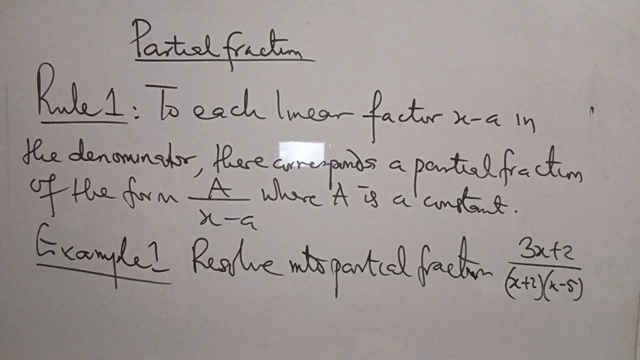 Partial fraction
Rule 1: To each linear factor x-a in
the denominator, there corresponds a partial fraction
of the form A/(x-a) where A is a constant.
Example 1 Resolve into partial fraction (3x+2)/((x+2)(x-5))